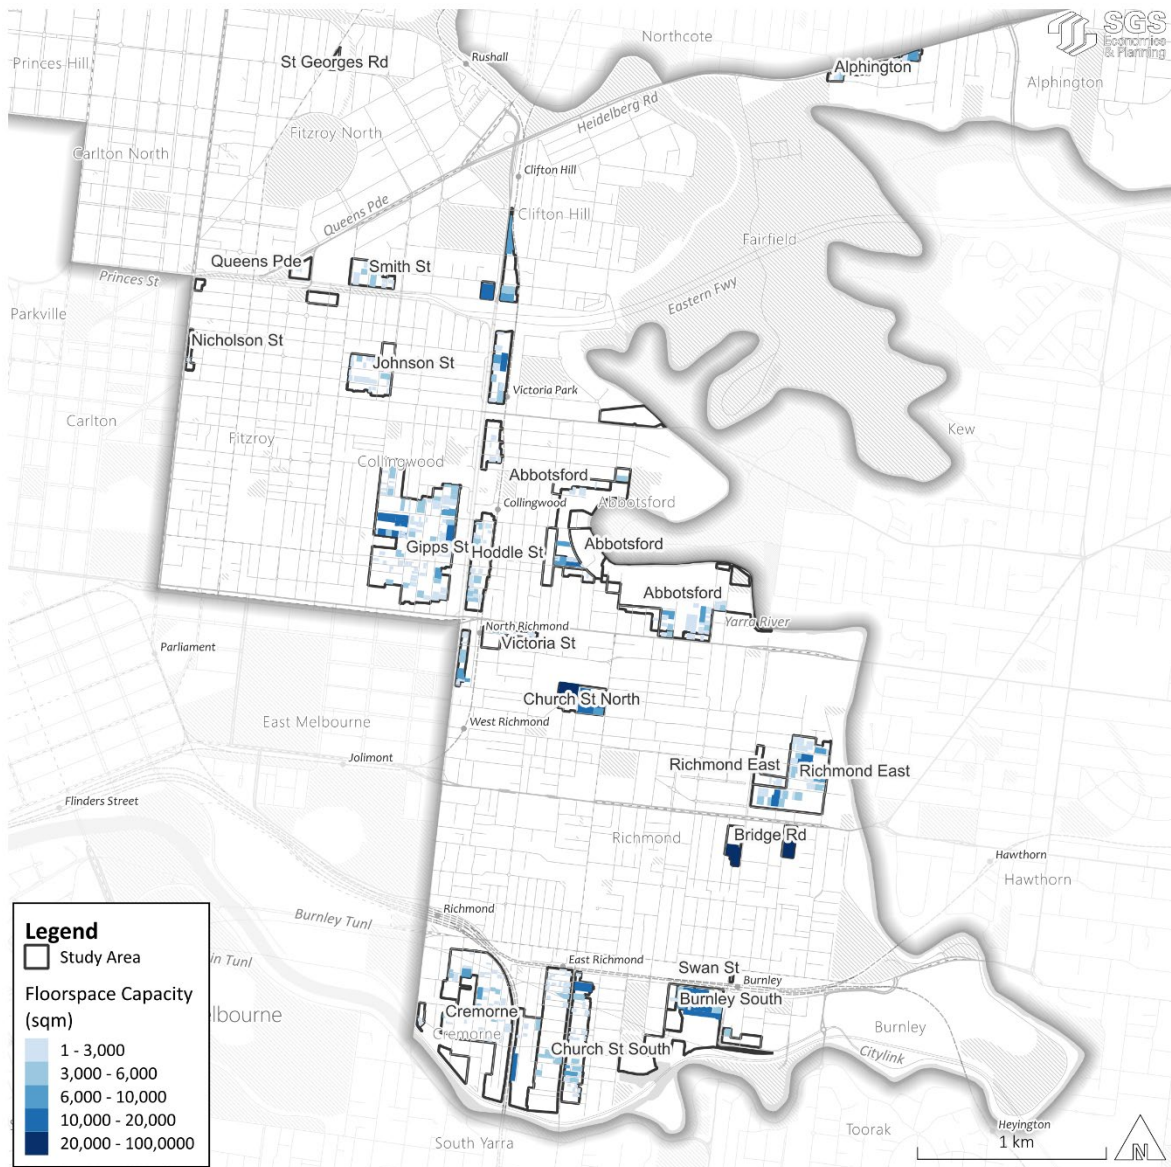 SGS
Economics
& Planning
Northcote
St Georges Rd
Rushall
Princes Hill
Alphington
Alphington
Heidelberg Rd
Fitzroy North
Carlton North
Clifton Hill
Queens Pde
Clifton Hill
Fairfield
Queens Pde
Smith St
Princes St
Eastern Fwy
Parkville
Nicholson St
Johnson St
Victoria Park
Carlton
Kew
Fitzroy
Collingwood
Abbotsford
Collingwood
Abbotsford
Gipps St
Hoddle St
Abbotsford
Abbotsford
Yarra River
North Richmond
Victoria St
Parliament
Church St North
East Melbourne
West Richmond
Jolimont
Richmond East
Richmond East
Flinders Street
Richmond
Bridge Rd
Hawthorn
Hawthorn
Richmond
Burnley Tunl
in Tunl
East Richmond
Swan St
Burnley
Burnley South
Cremorne
Cremorne
elbourne
Burnley
Church St South
Citylink
South Yarra
Toorak
Heyington
1 km
N
Legend
Study Area
Floorspace Capacity
(sqm)
1 - 3,000
3,000 - 6,000
6,000 - 10,000
10,000 - 20,000
20,000 - 100,0000